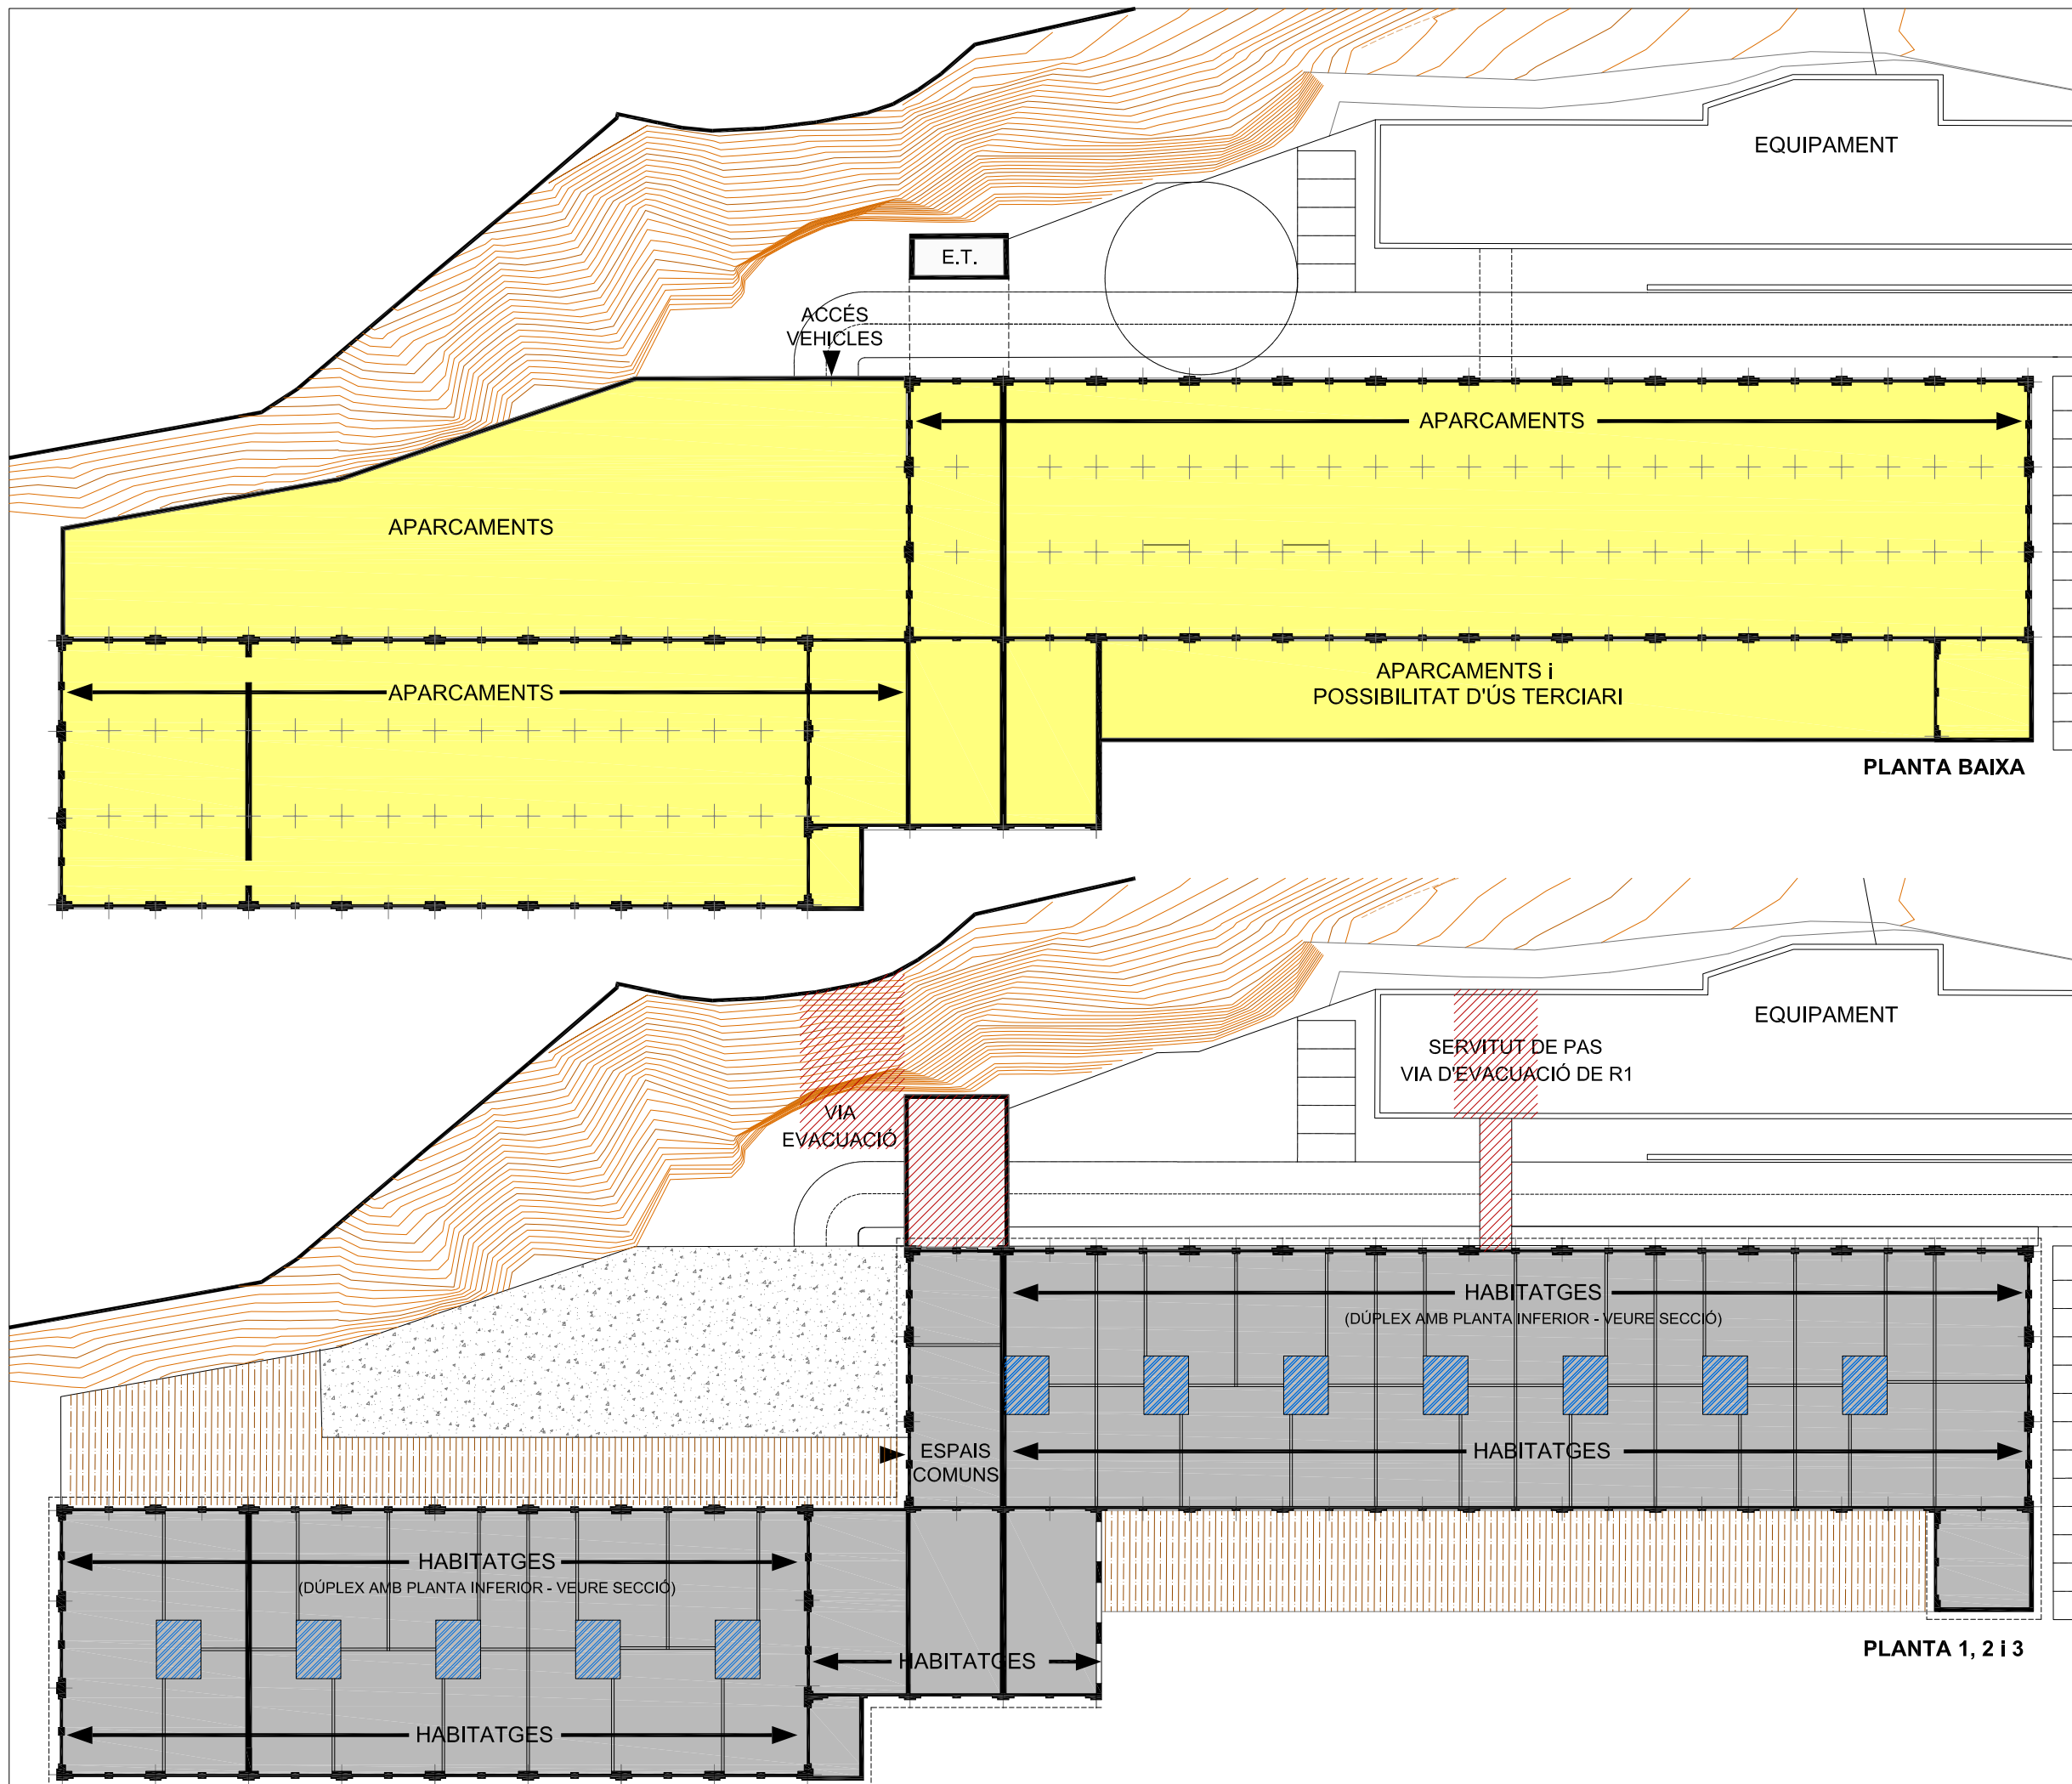 EQUIPAMENT
E.T.
ACCÉS
VEHICLES
APARCAMENTS
APARCAMENTS
APARCAMENTS i
POSSIBILITAT D'ÚS TERCIARI
APARCAMENTS
PLANTA BAIXA
EQUIPAMENT
SERVITUT DE PAS
VIA D'EVACUACIÓ DE R1
VIA
EVACUACIÓ
HABITATGES
(DÚPLEX AMB PLANTA INFERIOR - VEURE SECCIÓ)
ESPAIS
COMUNS
HABITATGES
HABITATGES
(DÚPLEX AMB PLANTA INFERIOR - VEURE SECCIÓ)
HABITATGES
PLANTA 1, 2 i 3
HABITATGES